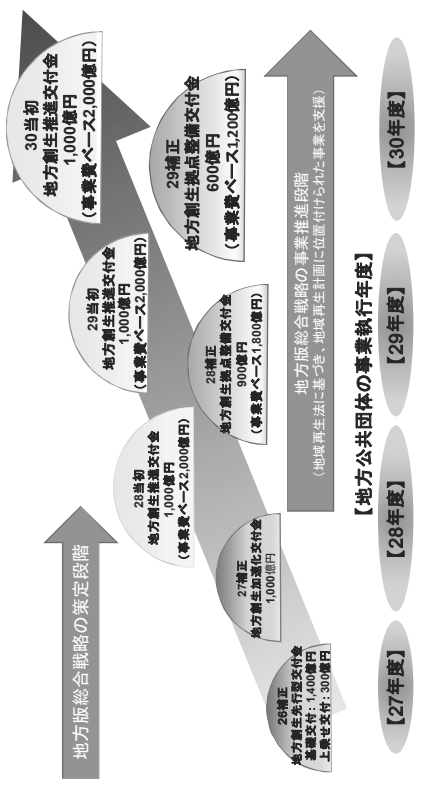 地方版総合戦略の策定段階
26補正
地方創生先行型交付金
基礎交付：1,400億円
上乗せ交付：300億円
27補正
地方創生加速化交付金
1,000億円
28当初
地方創生推進交付金
1,000億円
（事業費ベース2,000億円）
28補正
地方創生拠点整備交付金
900億円
（事業費ベース1,800億円）
29当初
地方創生推進交付金
1,000億円
（事業費ベース2,000億円）
29補正
地方創生拠点整備交付金
600億円
（事業費ベース1,200億円）
30当初
地方創生推進交付金
1,000億円
（事業費ベース2,000億円）
地方版総合戦略の事業推進段階
（地域再生法に基づき、地域再生計画に位置付けられた事業を支援）
【地方公共団体の事業執行年度】
【27年度】
【28年度】
【29年度】
【30年度】